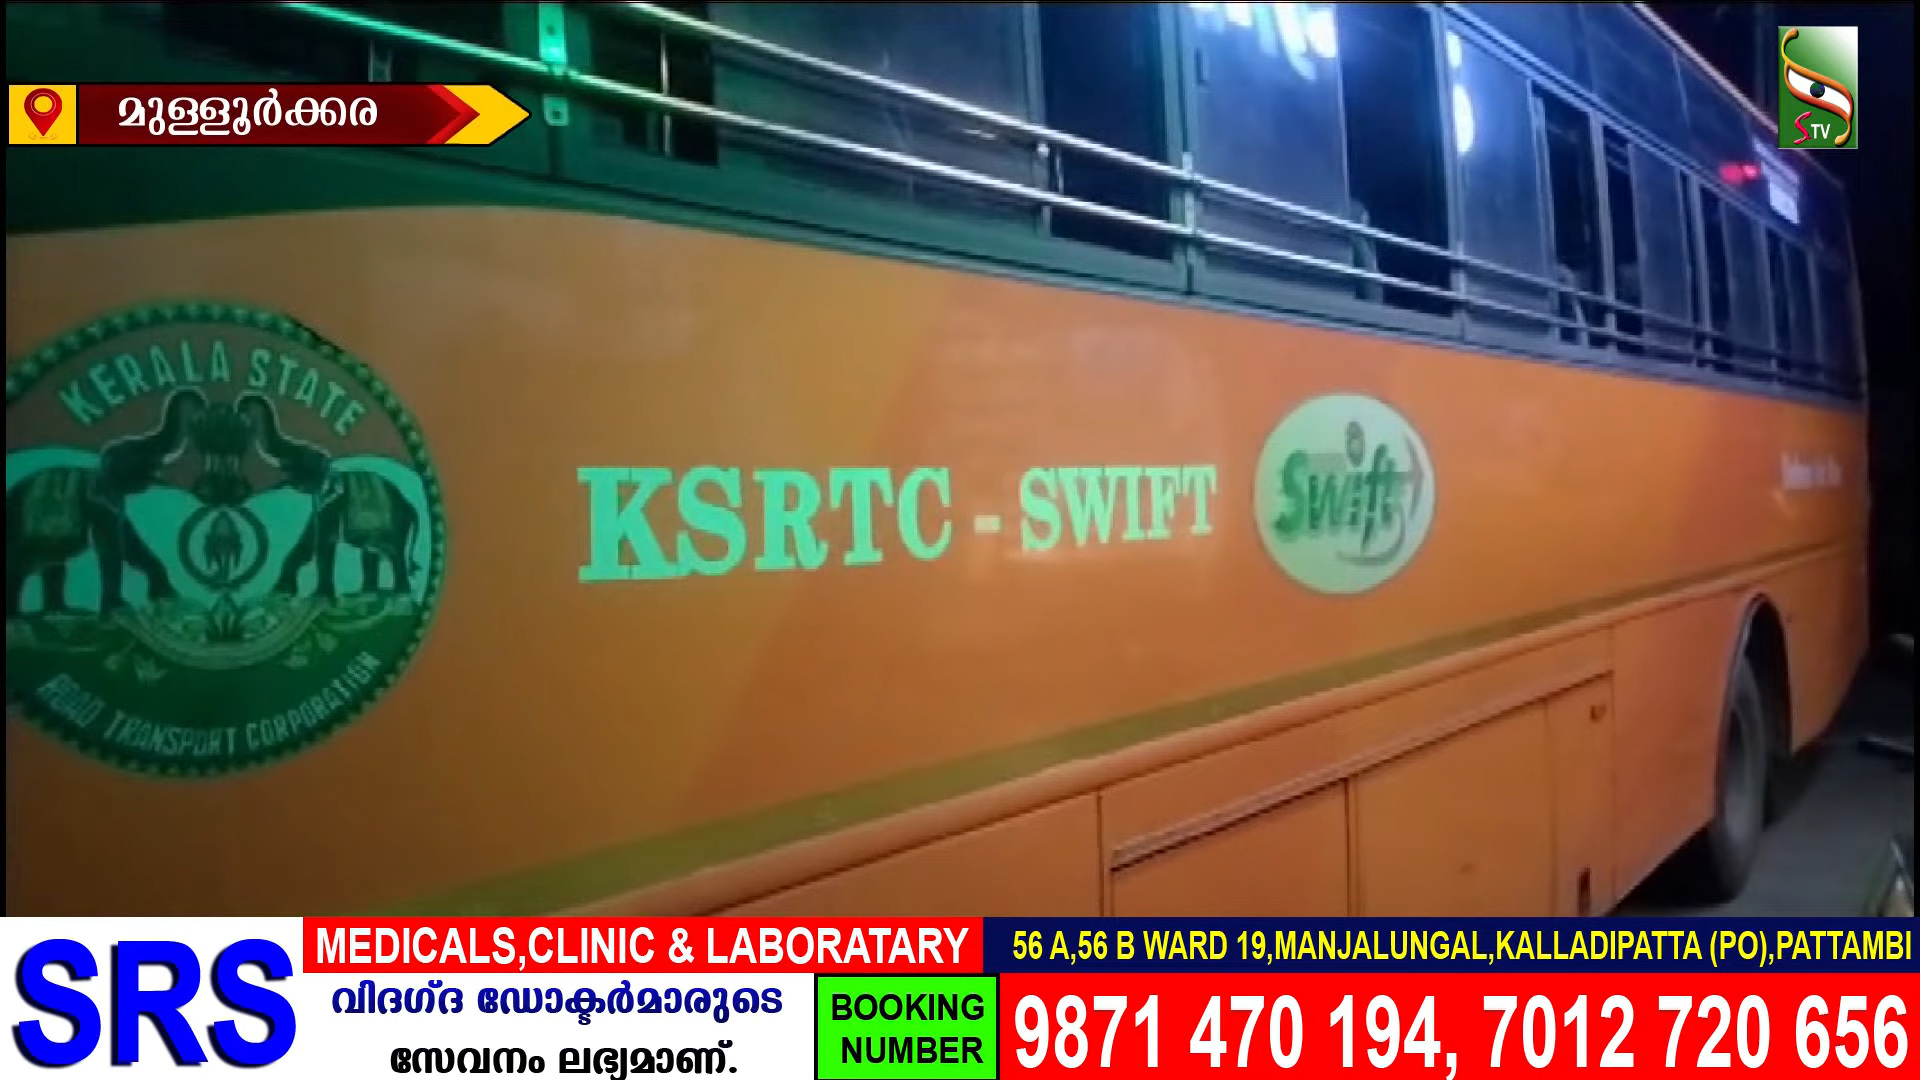 മുള്ളൂർക്കര
STV
KERALA STATE
ROAD TRANSPORT CORPORATION
KSRTC - SWIFT
Swift
SRS
MEDICALS,CLINIC & LABORATARY
56 A,56 B WARD 19,MANJALUNGAL,KALLADIPATTA (PO),PATTAMBI
വിദഗ്ദ ഡോക്ടർമാരുടെ
സേവനം ലഭ്യമാണ്.
BOOKING
NUMBER
9871 470 194, 7012 720 656